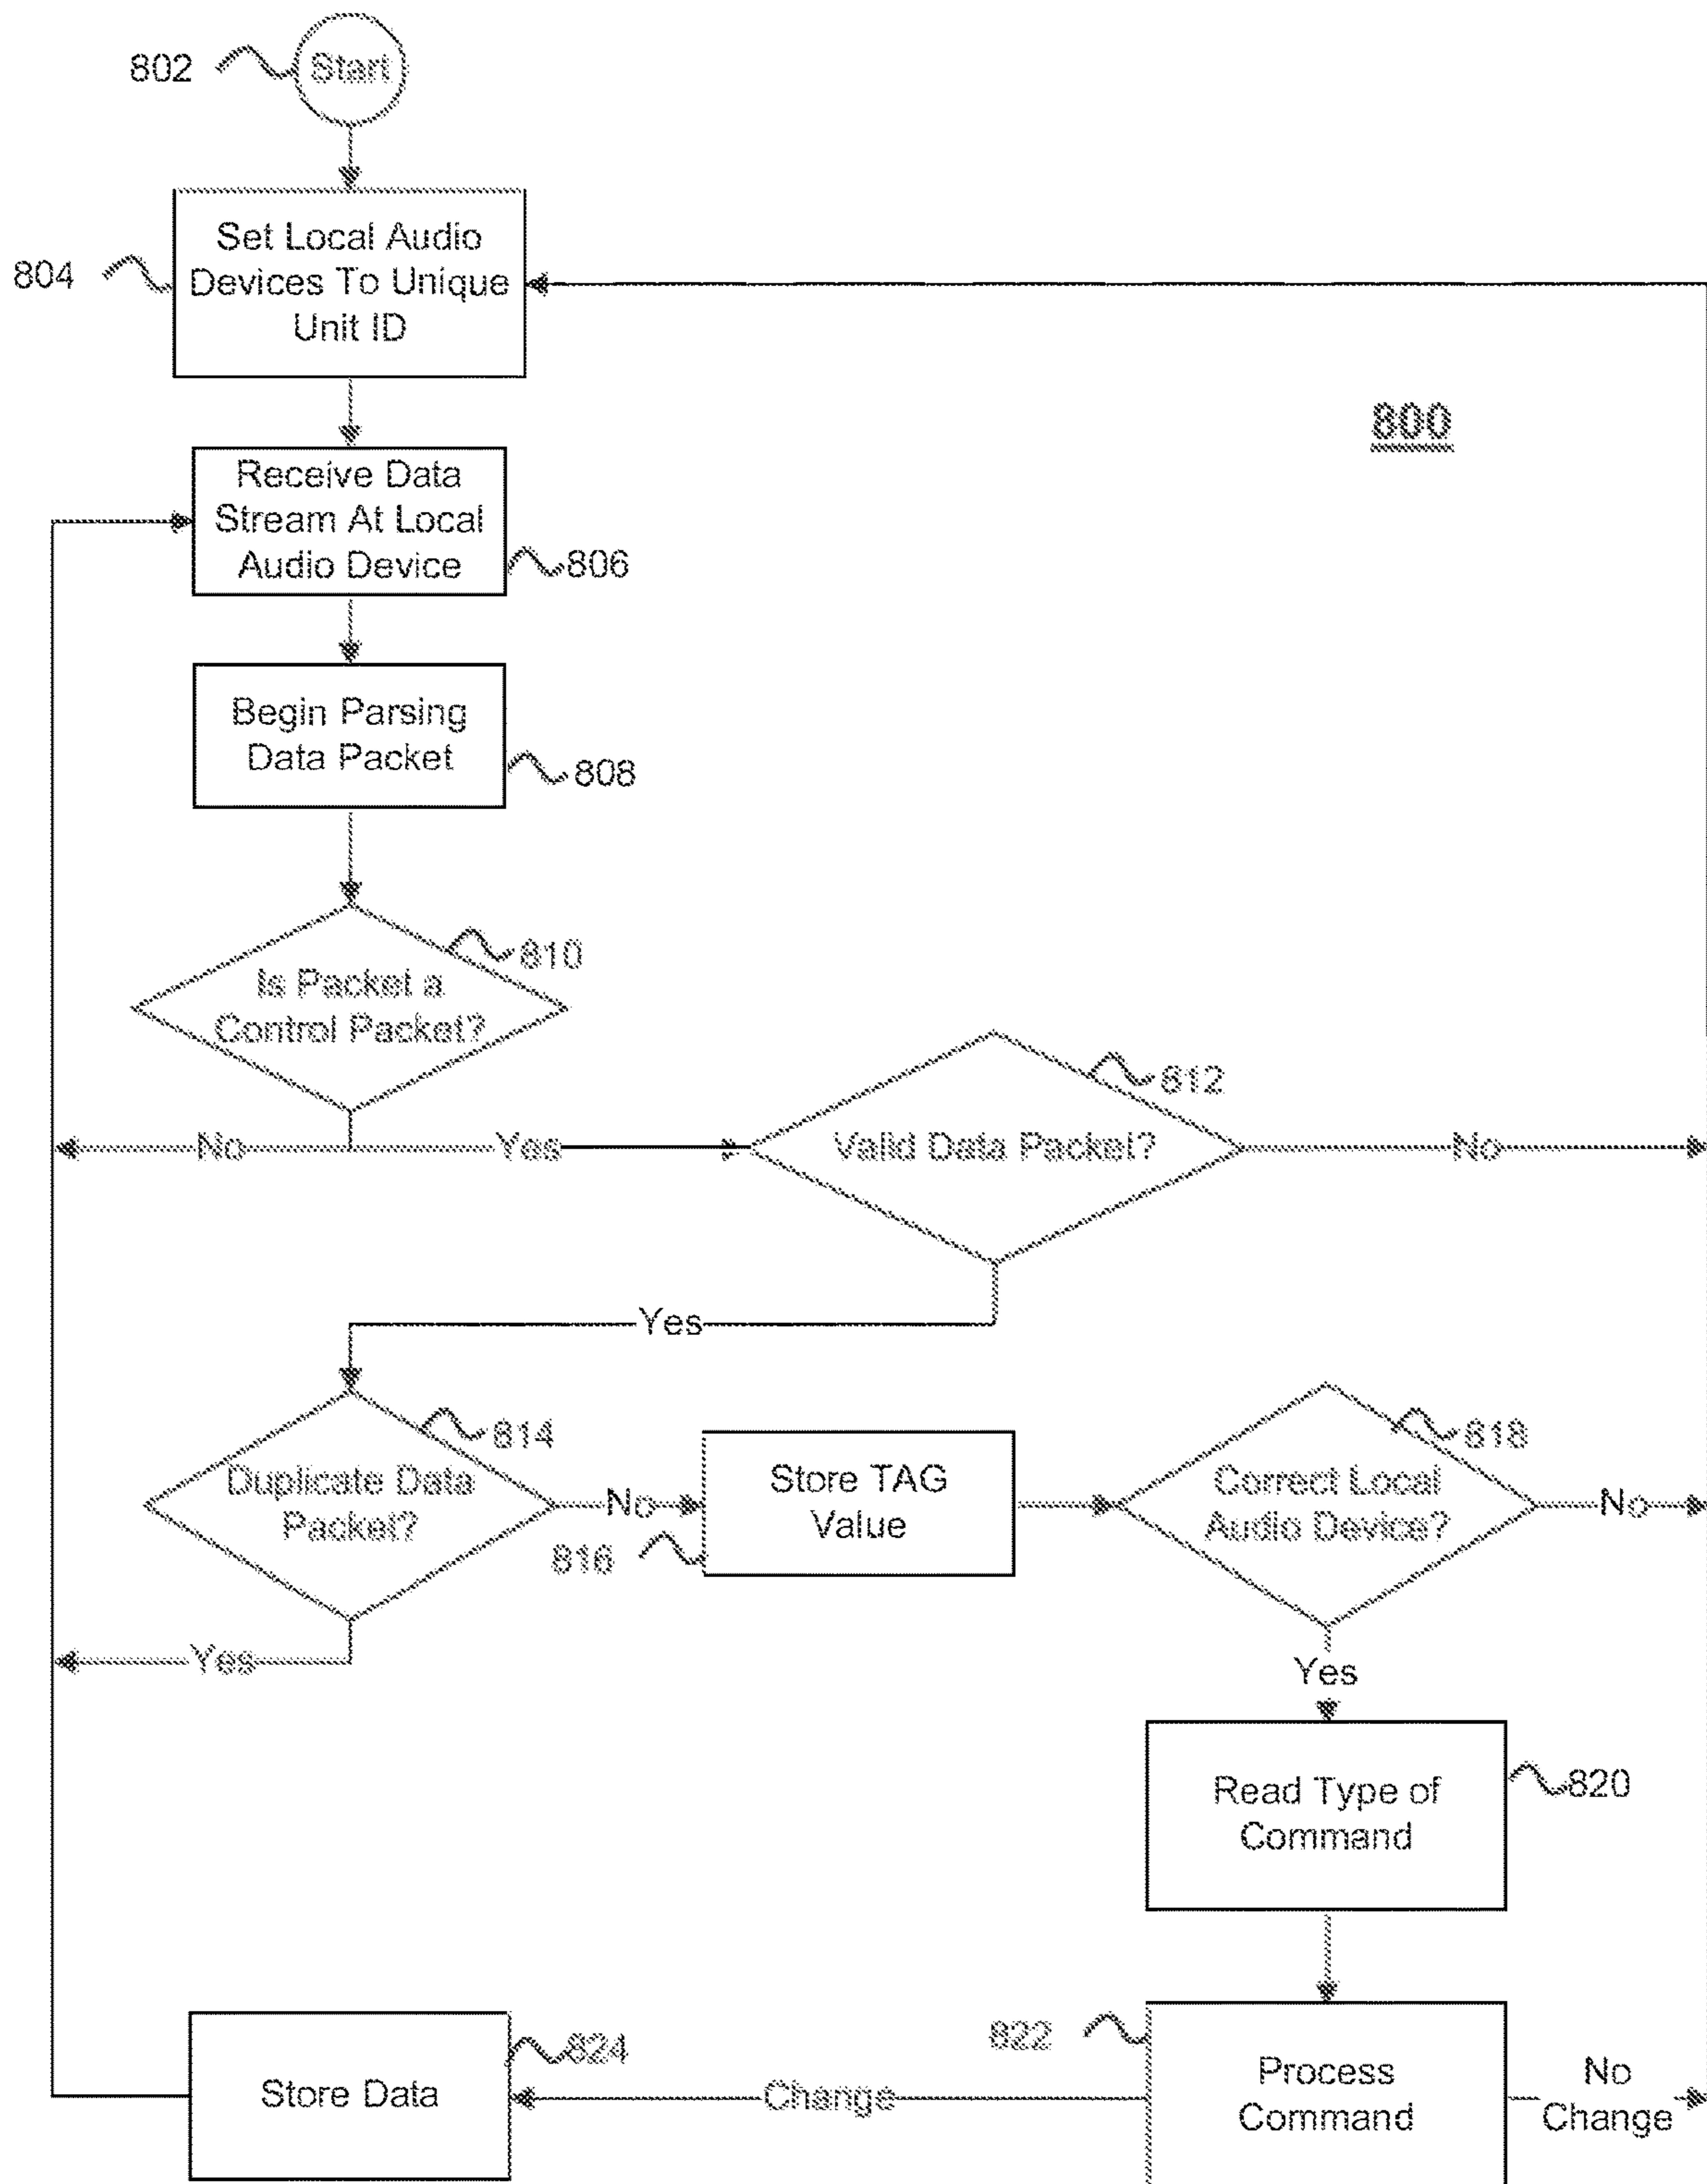 802
Start
804
Set Local Audio
Devices To Unique
Unit ID
800
Receive Data
Stream At Local
Audio Device
806
Begin Parsing
Data Packet
808
810
Is Packet a
Control Packet?
No
Yes
812
Valid Data Packet?
No
Yes
814
Duplicate Data
Packet?
No
Yes
816
Store TAG
Value
818
Correct Local
Audio Device?
No
Yes
Read Type of
Command
820
822
Process
Command
No
Change
Change
824
Store Data